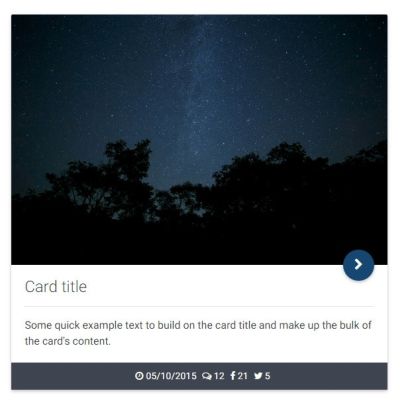 Card title
Some quick example text to build on the card title and make up the bulk of
the card's content.
05/10/2015 12 21 5